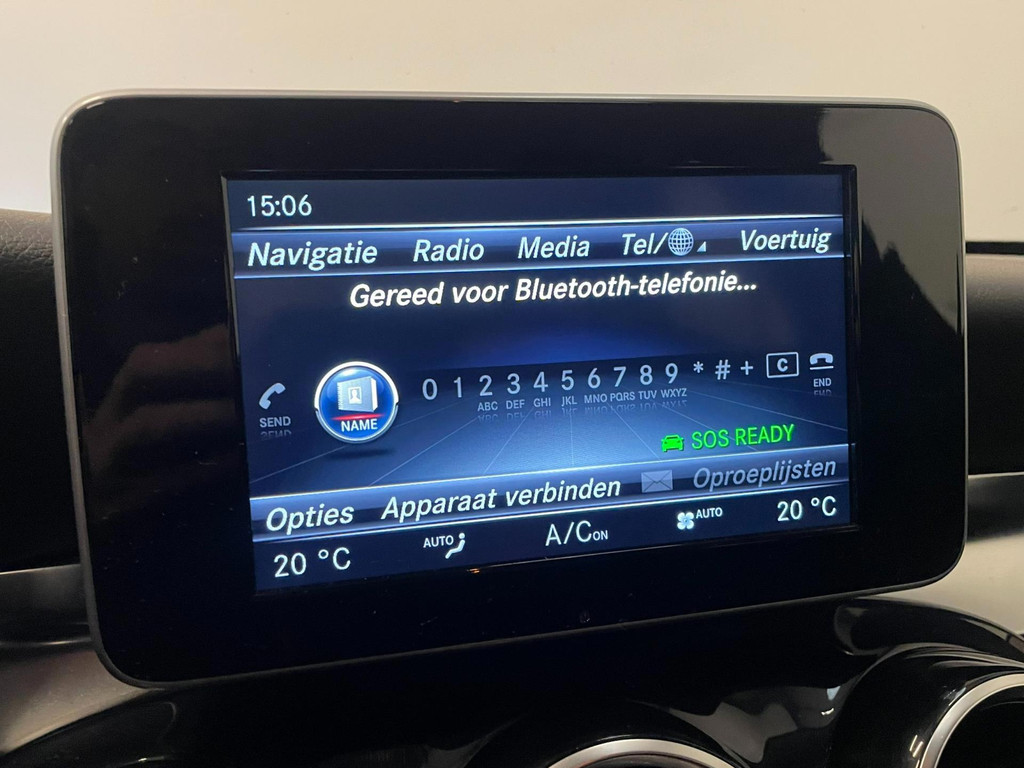 15:06
Navigatie Radio Media Tel/ Voertuig
Gereed voor Bluetooth-telefonie...
SEND NAME 0 1 2 3 4 5 6 7 8 9 * # + C END
ABC DEF GHI JKL MNO PQRS TUV WXYZ
SOS READY
Opties Apparaat verbinden Oproeplijsten
20 °C AUTO A/C ON AUTO 20 °C